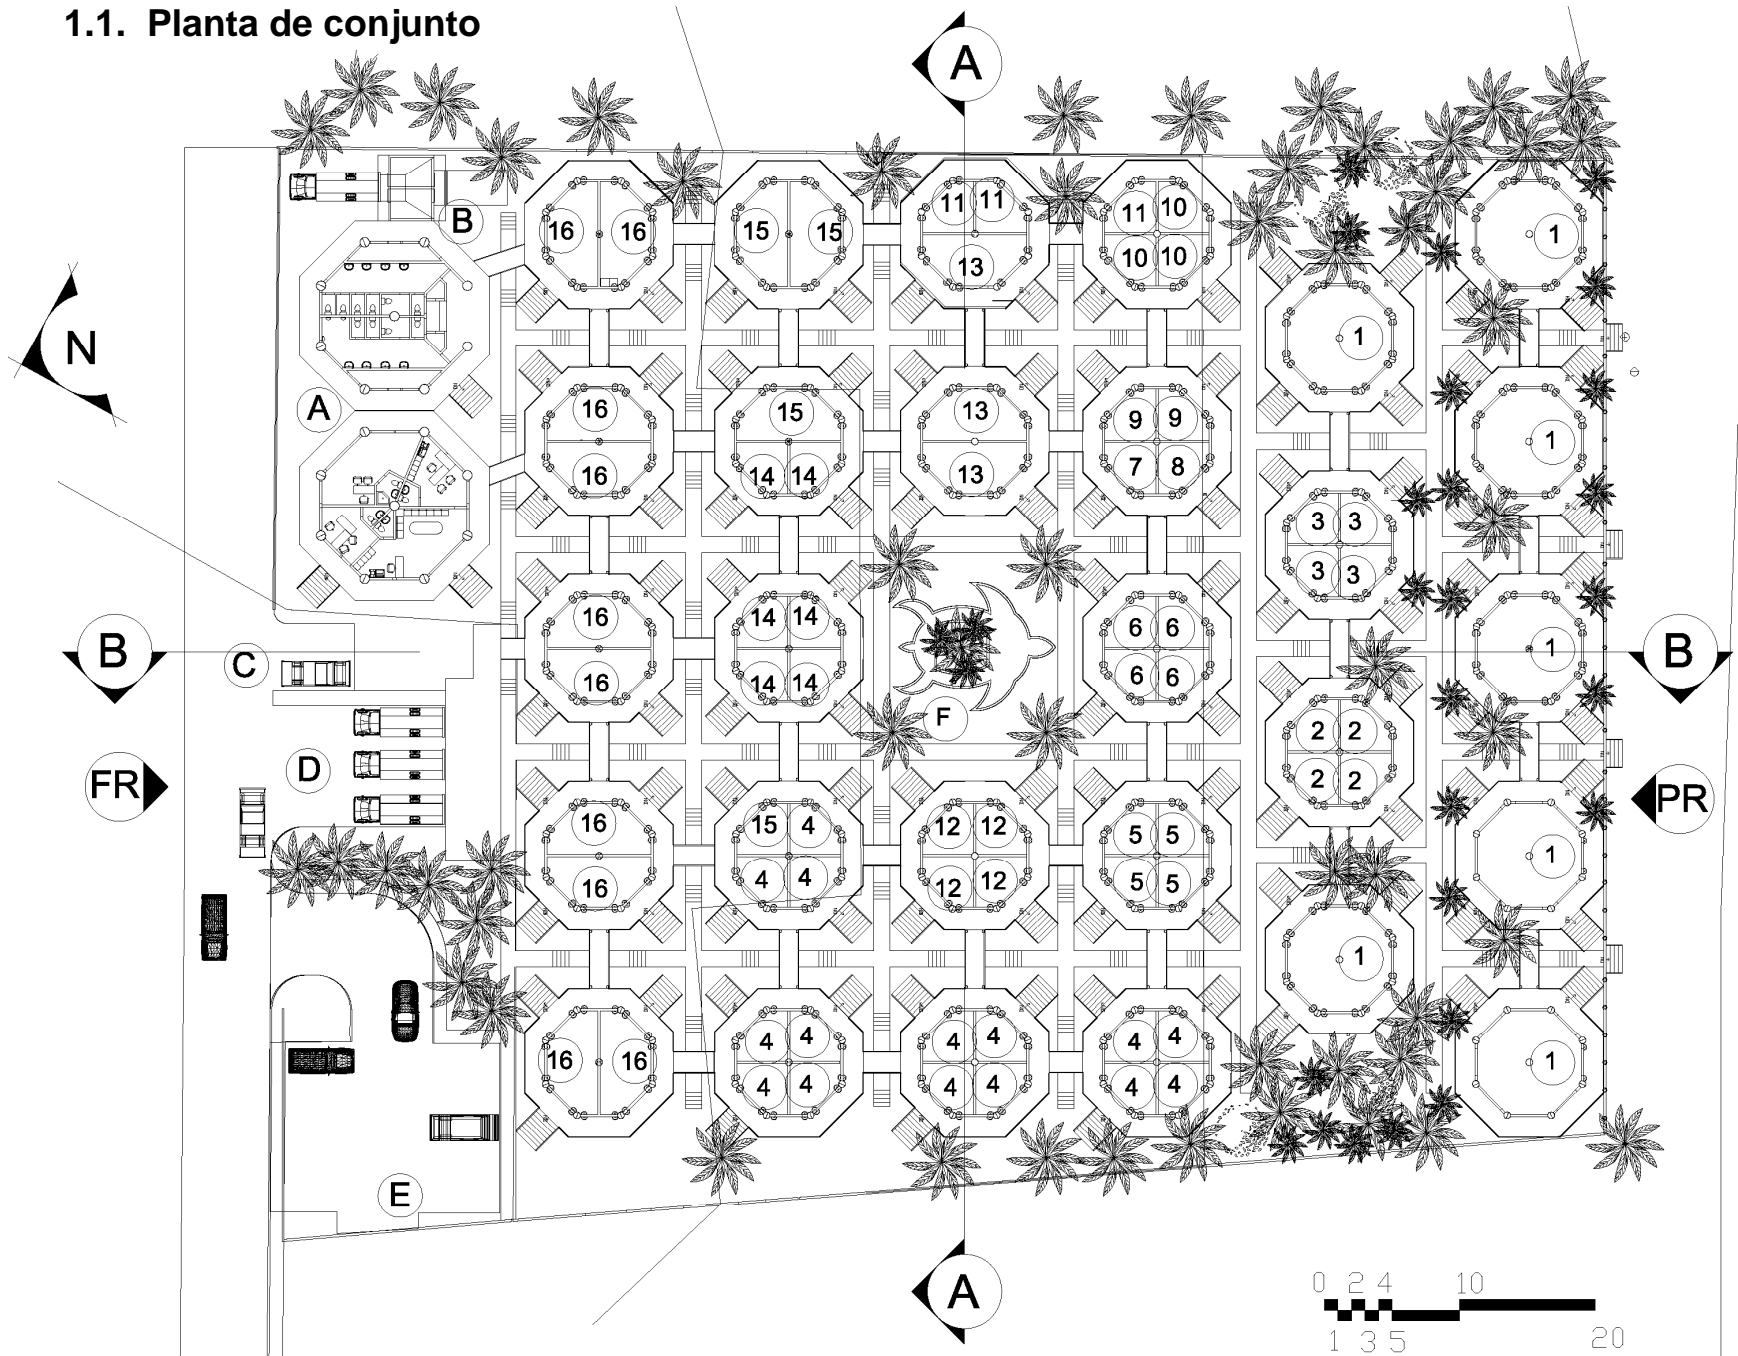 1.1. Planta de conjunto
A
B
16 16 15 15 11 11 11 10
13 10 10
1
1
N
1
A
16 15 13 9 9
16 14 14 13 7 8
1
3 3
3 3
B
C
16 14 14 6 6
16 14 14 6 6
1
B
F
D
2 2
2 2
FR
PR
16 15 4 12 12 5 5
16 4 4 12 12 5 5
1
1
16 16 4 4 4 4 4 4
4 4 4 4 4 4
1
E
A
0 2 4 10
1 3 5 20